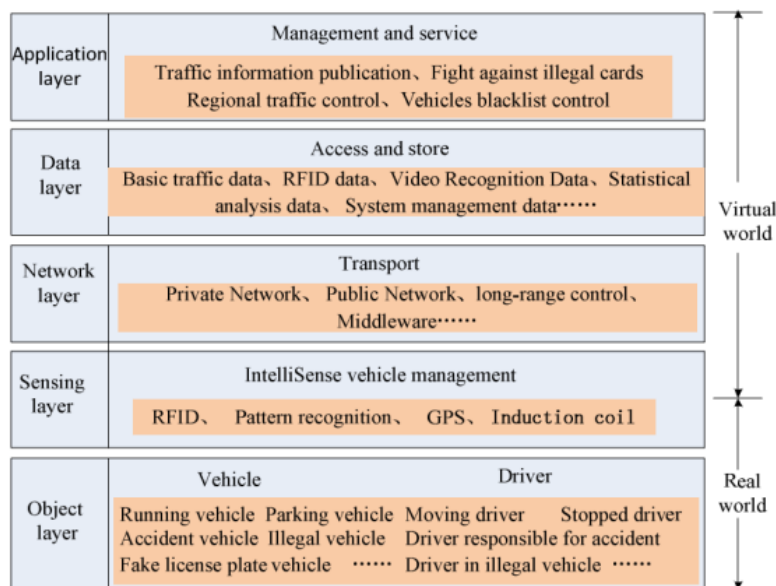 Application
layer
Management and service
Traffic information publication、Fight against illegal cards
Regional traffic control、Vehicles blacklist control
Data
layer
Access and store
Basic traffic data、RFID data、Video Recognition Data、Statistical
analysis data、System management data……
Network
layer
Transport
Private Network、Public Network、long-range control、
Middleware……
Sensing
layer
IntelliSense vehicle management
RFID、 Pattern recognition、 GPS、Induction coil
Object
layer
Vehicle
Running vehicle Parking vehicle
Accident vehicle Illegal vehicle
Fake license plate vehicle ……
Driver
Moving driver Stopped driver
Driver responsible for accident
Driver in illegal vehicle ……
Virtual
world
Real
world